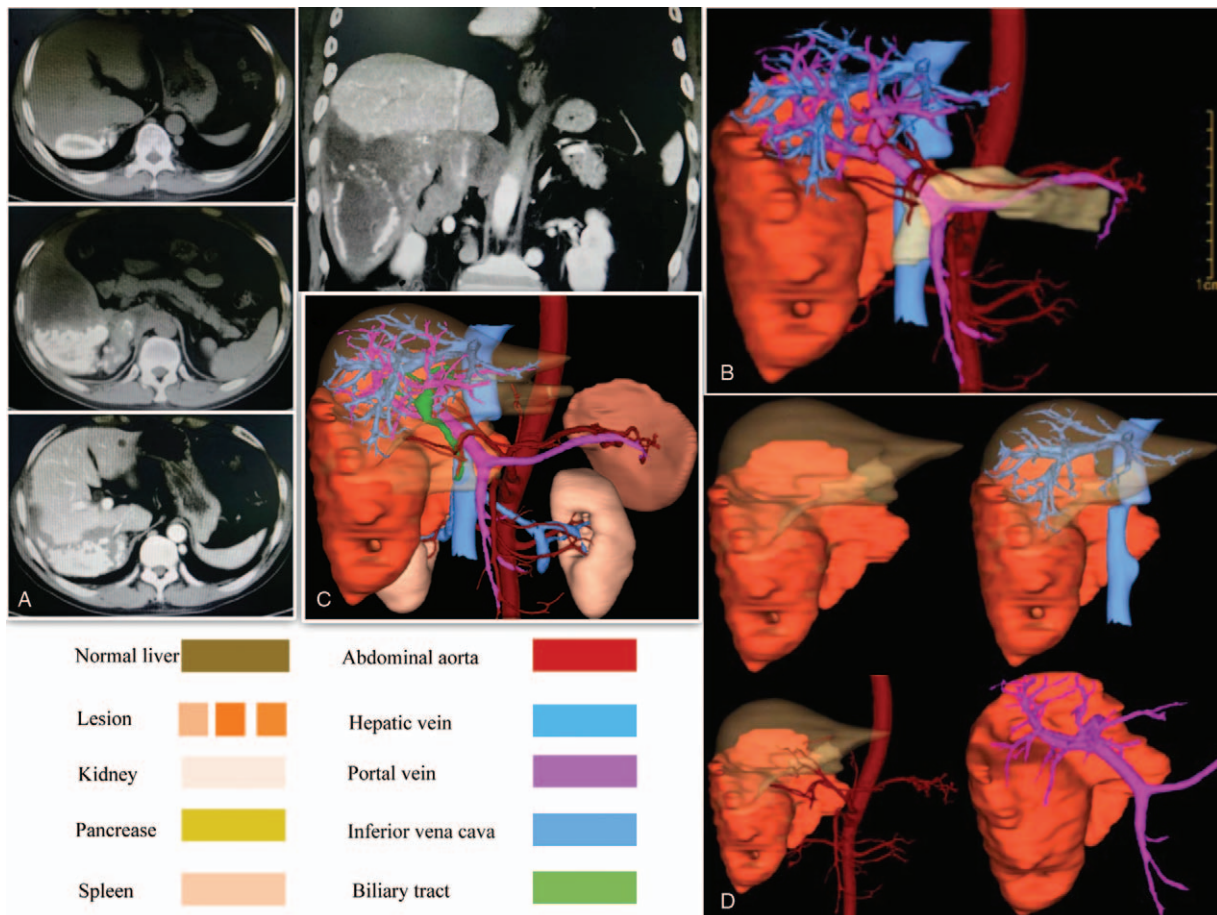 A
B
1cm
C
D
Normal liver
Lesion
Kidney
Pancrease
Spleen
Abdominal aorta
Hepatic vein
Portal vein
Inferior vena cava
Biliary tract